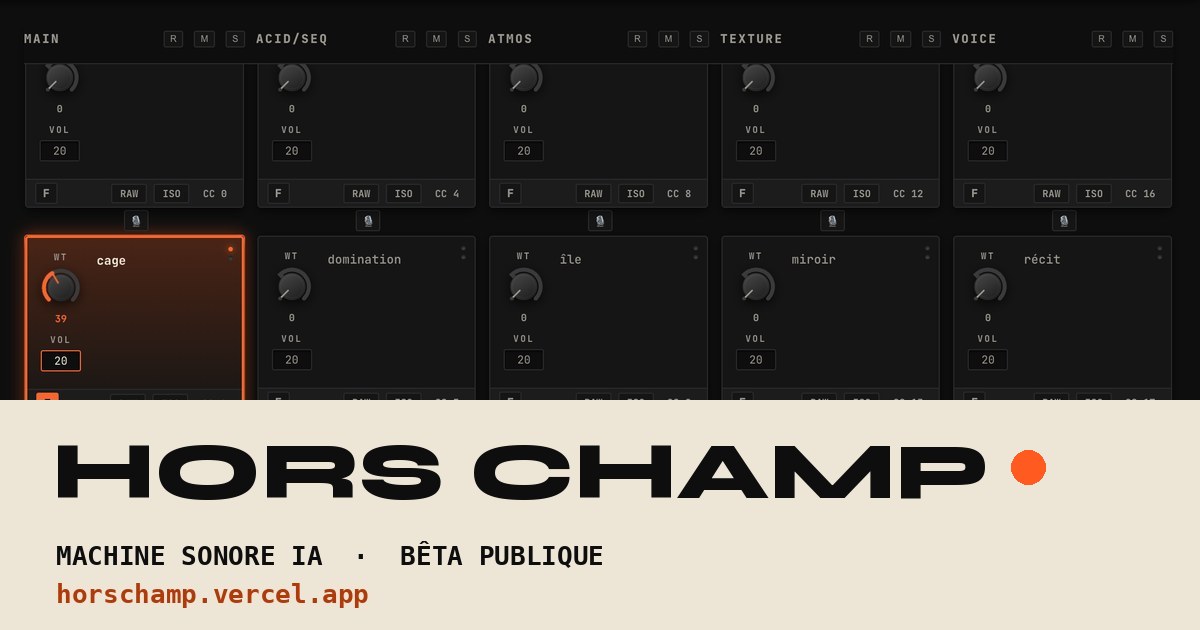 MAIN R M S ACID/SEQ R M S ATMOS R M S TEXTURE R M S VOICE R M S
0 0 0 0 0
VOL VOL VOL VOL VOL
20 20 20 20 20
F RAW ISO CC 0 F RAW ISO CC 4 F RAW ISO CC 8 F RAW ISO CC 12 F RAW ISO CC 16
WT cage WT domination WT île WT miroir WT récit
39 0 0 0 0
VOL VOL VOL VOL VOL
20 20 20 20 20
HORS CHAMP
MACHINE SONORE IA · BÊTA PUBLIQUE
horschamp.vercel.app